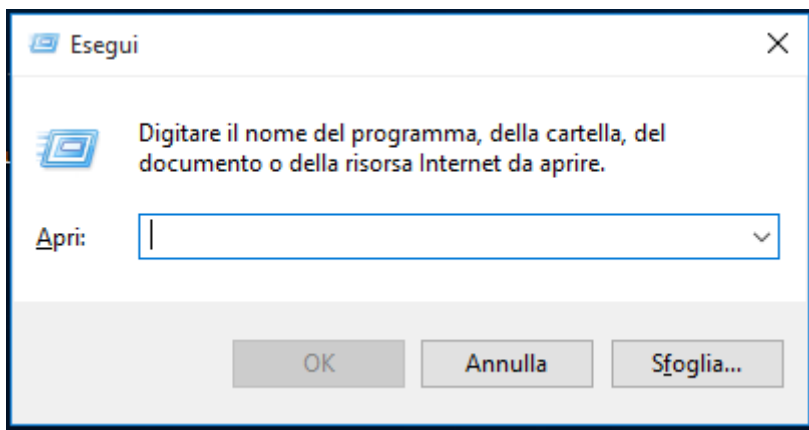 Esegui
Digitare il nome del programma, della cartella, del
documento o della risorsa Internet da aprire.
Apri:
OK Annulla Sfoglia...